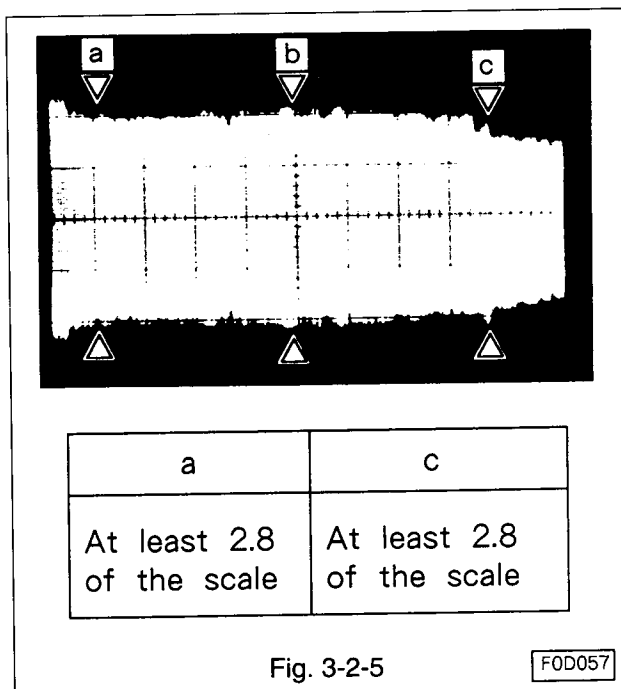 a
b
c
a c
At least 2.8 At least 2.8
of the scale of the scale
Fig. 3-2-5
F0D057